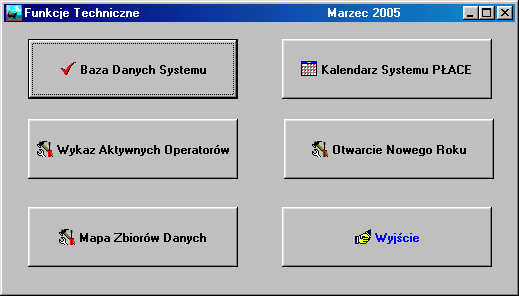 Funkcje Techniczne Marzec 2005
Baza Danych Systemu
Kalendarz Systemu PŁACE
Wykaz Aktywnych Operatorów
Otwarcie Nowego Roku
Mapa Zbiorów Danych
Wyjście